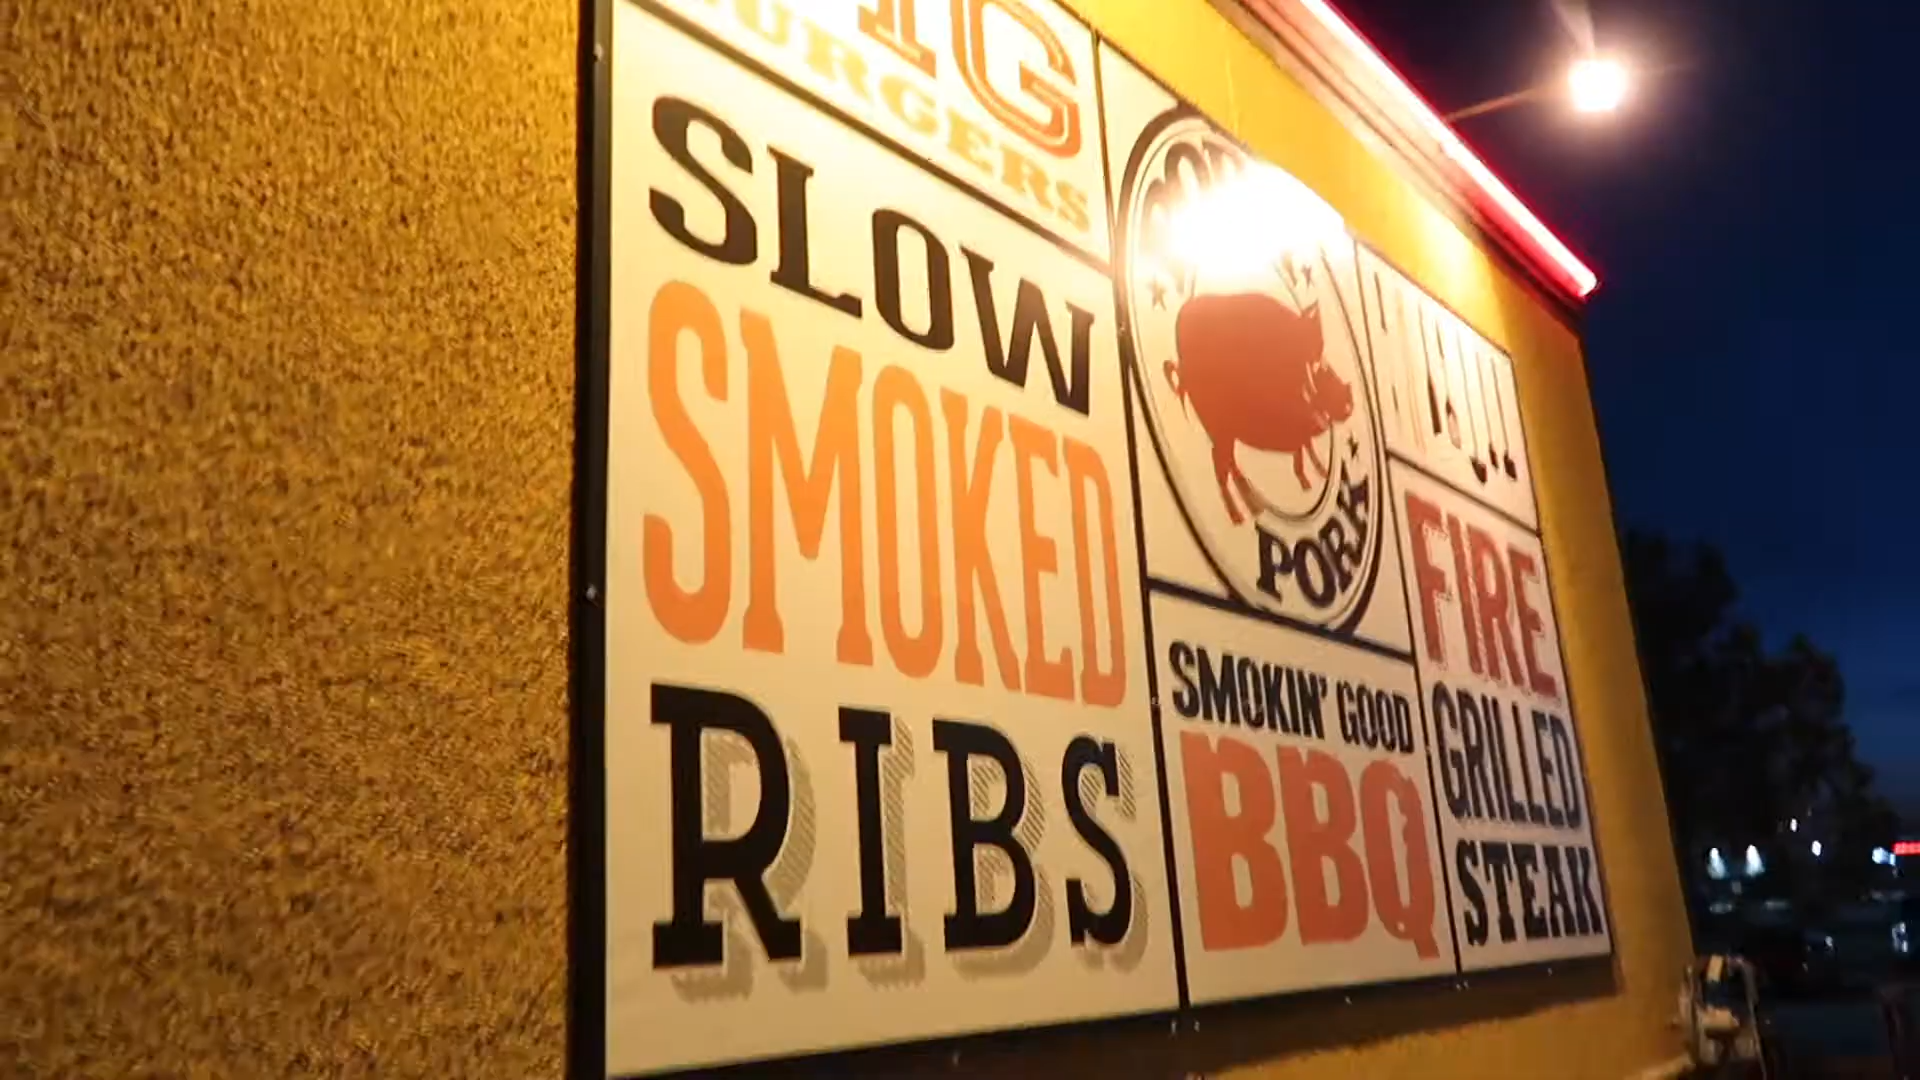 BURGERS
SLOW
SMOKED
RIBS
PORK
SMOKIN' GOOD
BBQ
FIRE
GRILLED
STEAK